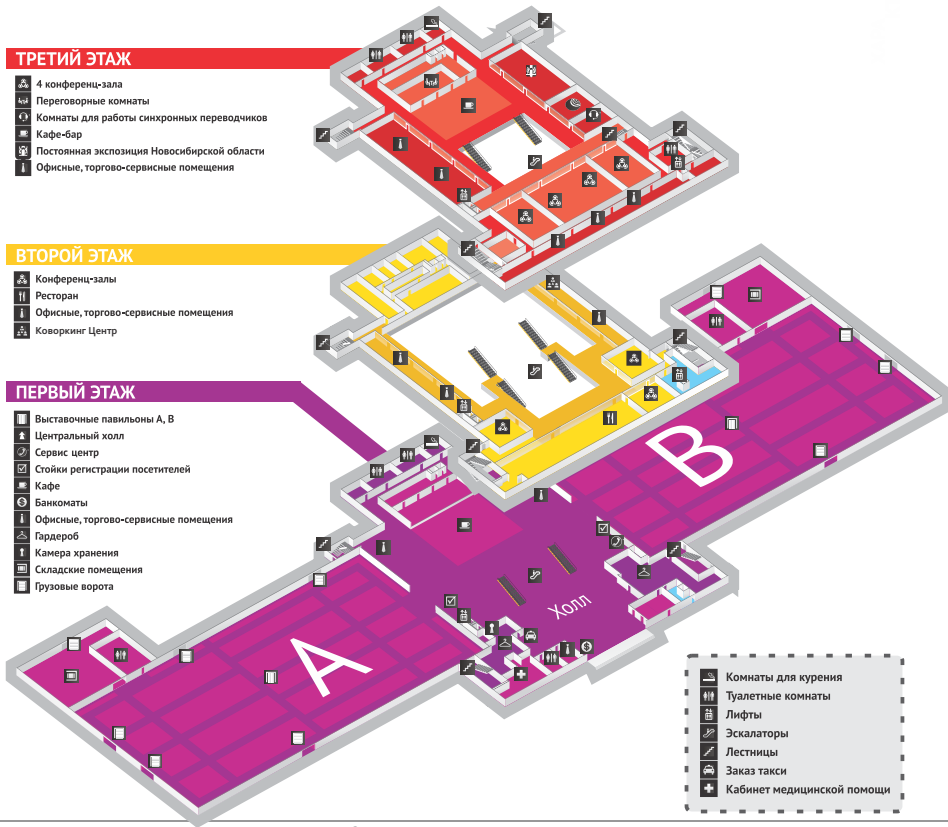 ТРЕТИЙ ЭТАЖ
4 конференц-зала
Переговорные комнаты
Комнаты для работы синхронных переводчиков
Кафе-бар
Постоянная экспозиция Новосибирской области
Офисные, торгово-сервисные помещения
ВТОРОЙ ЭТАЖ
Конференц-залы
Ресторан
Офисные, торгово-сервисные помещения
Коворкинг Центр
ПЕРВЫЙ ЭТАЖ
Выставочные павильоны А, В
Центральный холл
Сервис центр
Стойки регистрации посетителей
Кафе
Банкоматы
Офисные, торгово-сервисные помещения
Гардероб
Камера хранения
Складские помещения
Грузовые ворота
B
Холл
A
Комнаты для курения
Туалетные комнаты
Лифты
Эскалаторы
Лестницы
Заказ такси
Кабинет медицинской помощи